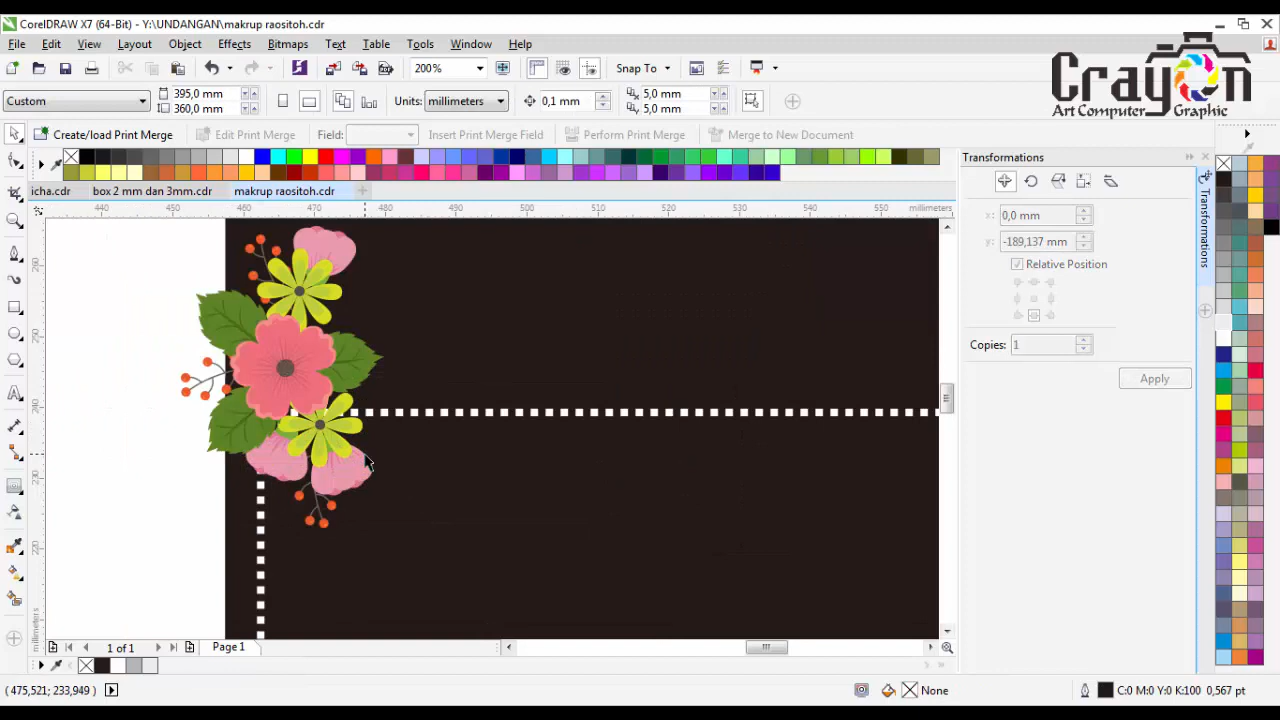 CorelDRAW X7 (64-Bit) - Y:\UNDANGAN\makrup raositoh.cdr
File Edit View Layout Object Effects Bitmaps Text Table Tools Window Help
Crayon
Art Computer Graphic
200% Snap To
Custom 395,0 mm 360,0 mm Units: millimeters 0,1 mm 5,0 mm 5,0 mm
Create/load Print Merge Edit Print Merge Field: Insert Print Merge Field Perform Print Merge Merge to New Document
Transformations
icha.cdr box 2 mm dan 3mm.cdr makrup raositoh.cdr
440 450 460 470 480 490 500 510 520 530 540 550 millimeters
x: 0,0 mm
y: -189,137 mm
Relative Position
Copies: 1
Apply
Transformations
240
230
220
millimeters
1 of 1 Page 1
(475,521; 233,949) None C:0 M:0 Y:0 K:100 0,567 pt